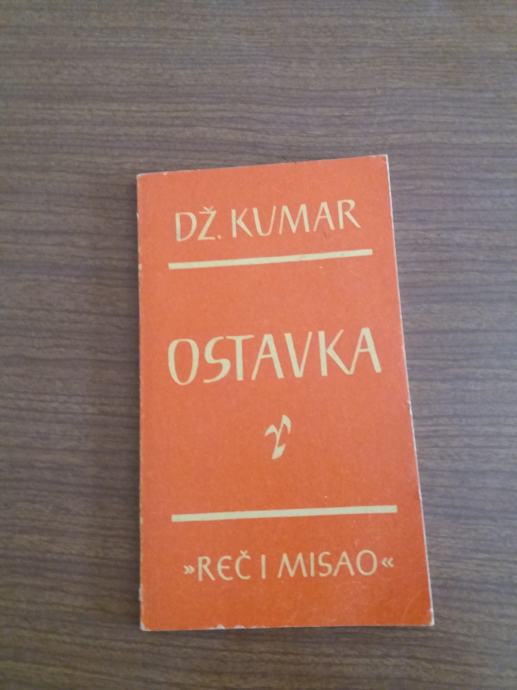 DŽ. KUMAR
OSTAVKA
»REČ I MISAO«